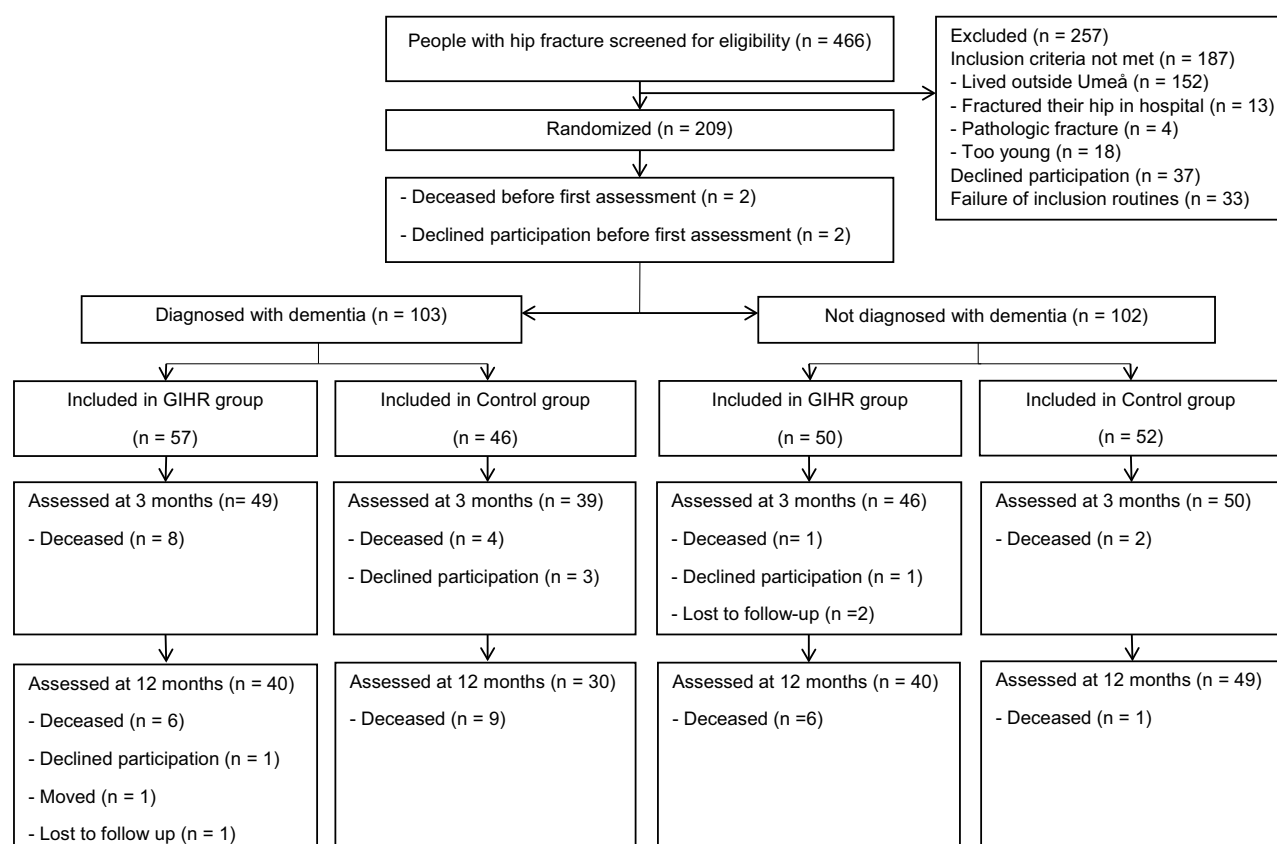 People with hip fracture screened for eligibility (n = 466)
Excluded (n = 257)
Inclusion criteria not met (n = 187)
- Lived outside Umeå (n = 152)
- Fractured their hip in hospital (n = 13)
- Pathologic fracture (n = 4)
- Too young (n = 18)
Declined participation (n = 37)
Failure of inclusion routines (n = 33)
Randomized (n = 209)
- Deceased before first assessment (n = 2)
- Declined participation before first assessment (n = 2)
Diagnosed with dementia (n = 103)
Not diagnosed with dementia (n = 102)
Included in GIHR group
(n = 57)
Included in Control group
(n = 46)
Included in GIHR group
(n = 50)
Included in Control group
(n = 52)
Assessed at 3 months (n= 49)
- Deceased (n = 8)
Assessed at 3 months (n = 39)
- Deceased (n = 4)
- Declined participation (n = 3)
Assessed at 3 months (n = 46)
- Deceased (n= 1)
- Declined participation (n = 1)
- Lost to follow-up (n =2)
Assessed at 3 months (n = 50)
- Deceased (n = 2)
Assessed at 12 months (n = 40)
- Deceased (n = 6)
- Declined participation (n = 1)
- Moved (n = 1)
- Lost to follow up (n = 1)
Assessed at 12 months (n = 30)
- Deceased (n = 9)
Assessed at 12 months (n = 40)
- Deceased (n =6)
Assessed at 12 months (n = 49)
- Deceased (n = 1)